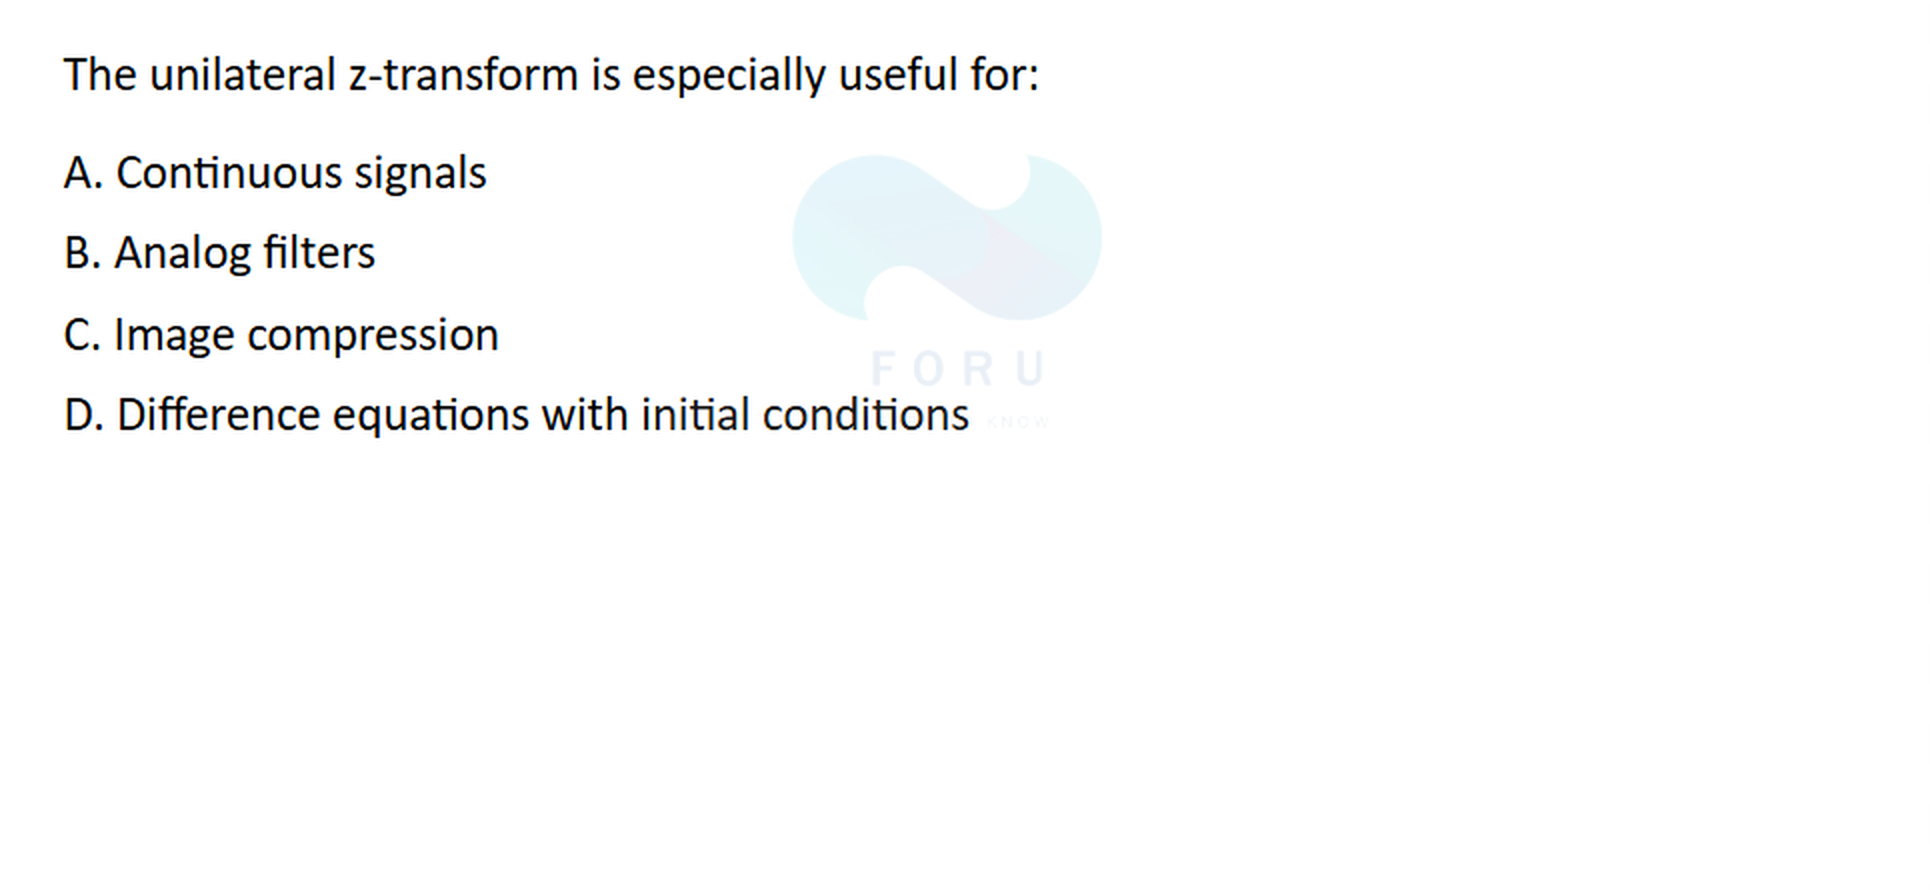 The unilateral z-transform is especially useful for:
A. Continuous signals
B. Analog filters
C. Image compression
FORU
D. Difference equations with initial conditions
KNOW